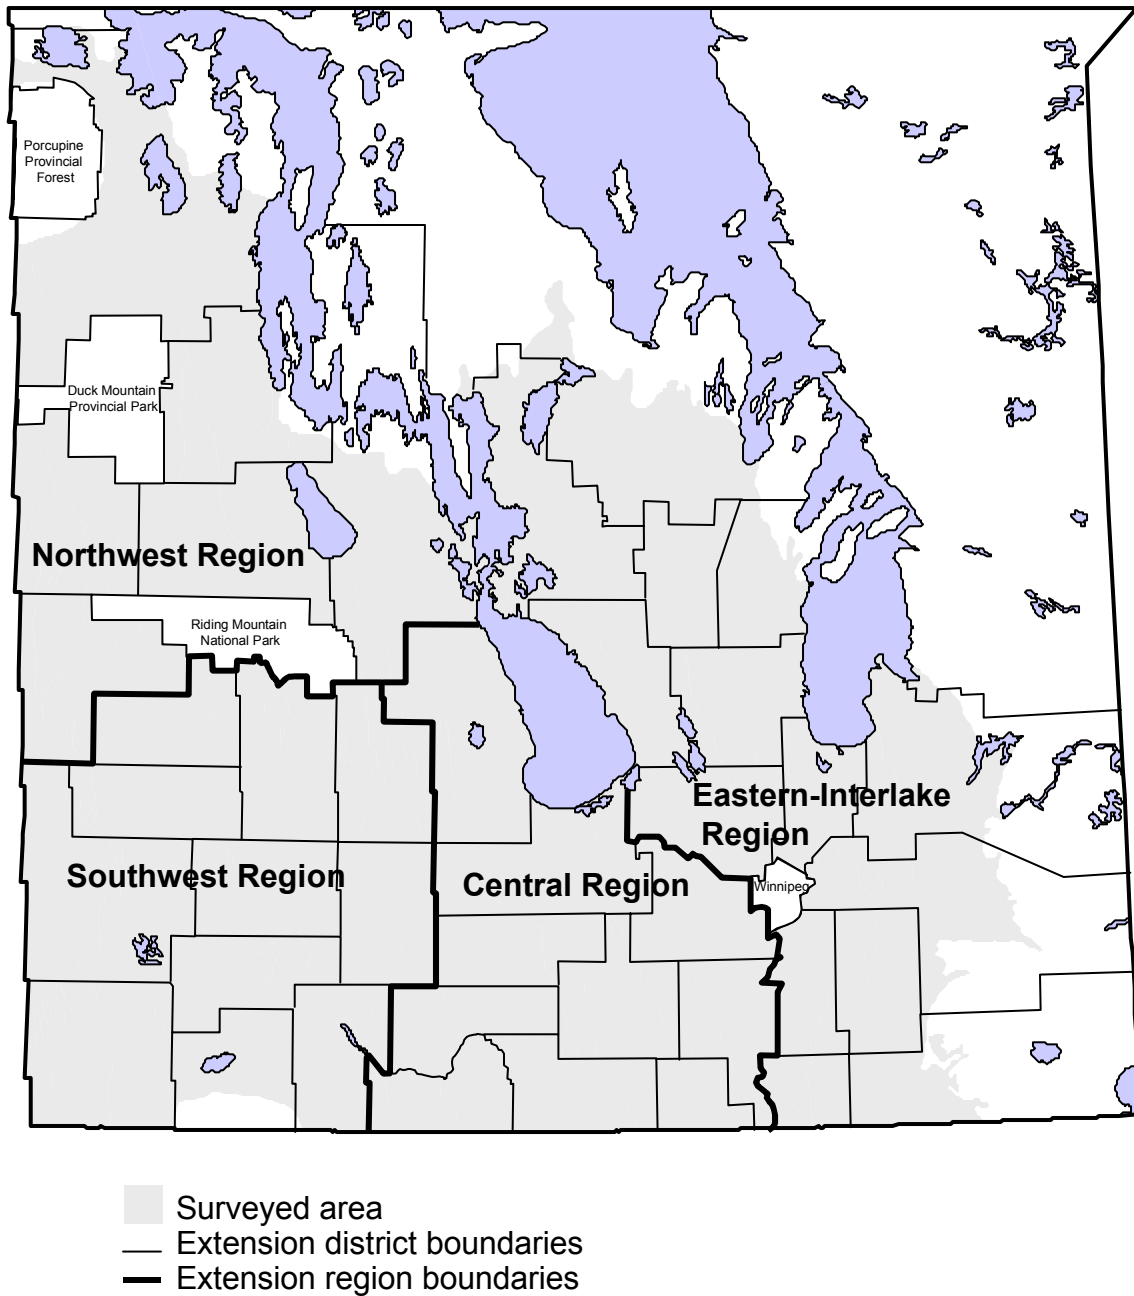 Porcupine
Provincial
Forest
Duck Mountain
Provincial Park
Northwest Region
Riding Mountain
National Park
Eastern-Interlake
Region
Southwest Region
Central Region
Winnipeg
Surveyed area
Extension district boundaries
Extension region boundaries